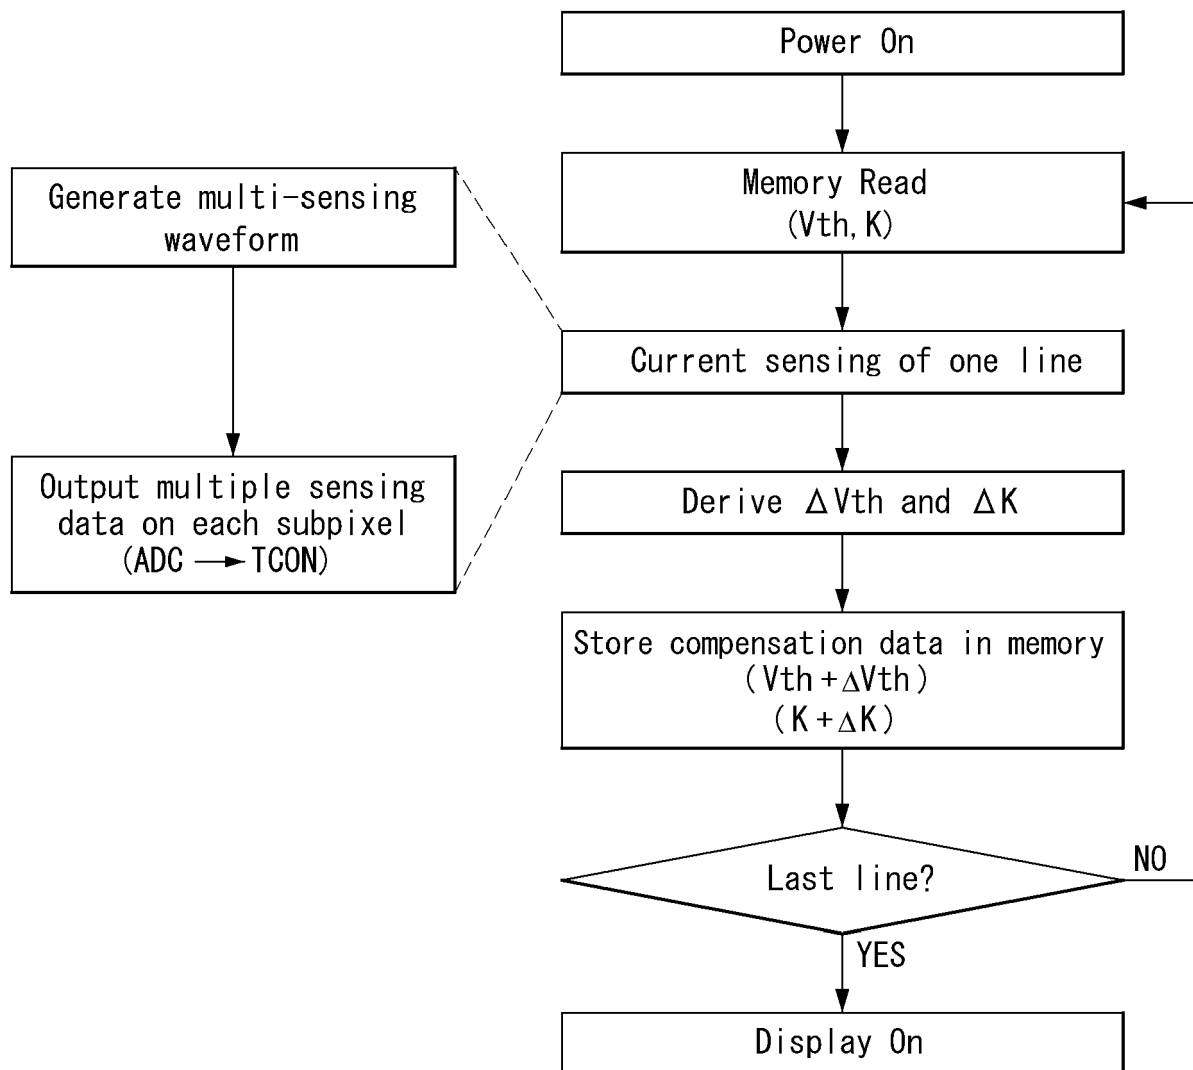 Power On
Memory Read
(Vth, K)
Generate multi-sensing
waveform
Current sensing of one line
Output multiple sensing
data on each subpixel
(ADC → TCON)
Derive ΔVth and ΔK
Store compensation data in memory
(Vth+ΔVth)
(K+ΔK)
Last line?
NO
YES
Display On